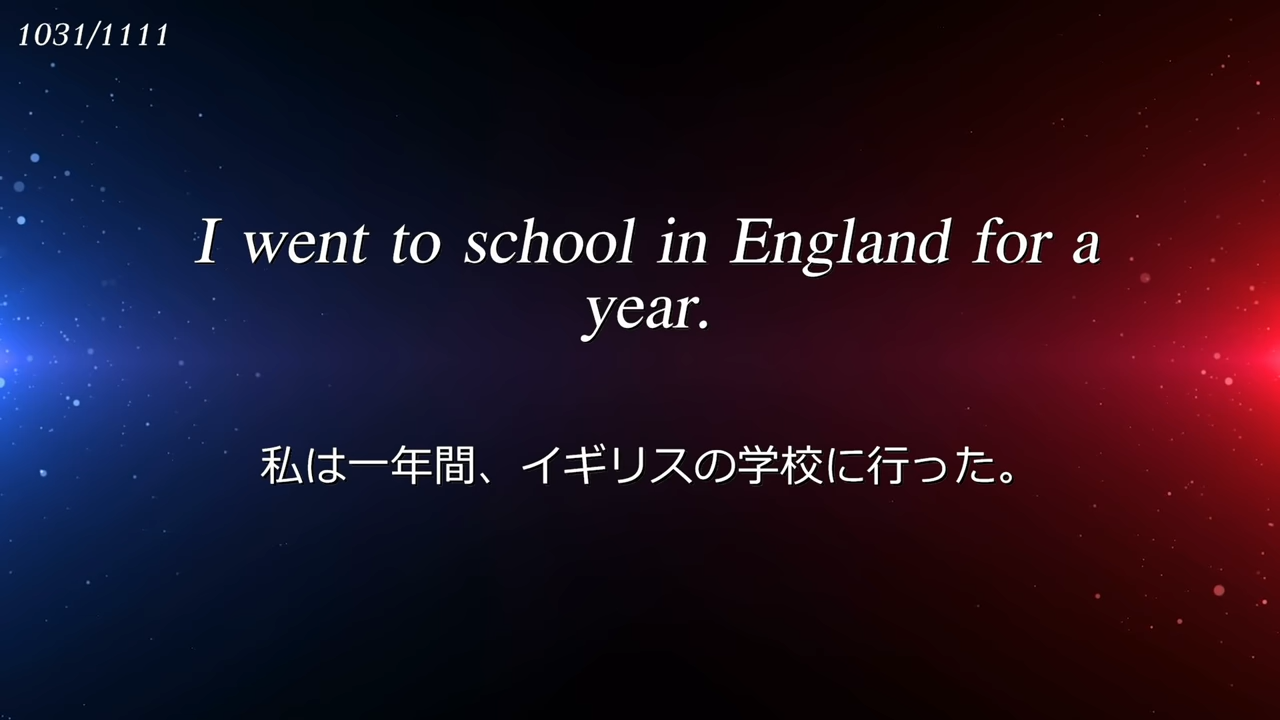 1031/1111
I went to school in England for a
year.
私は一年間、イギリスの学校に行った。